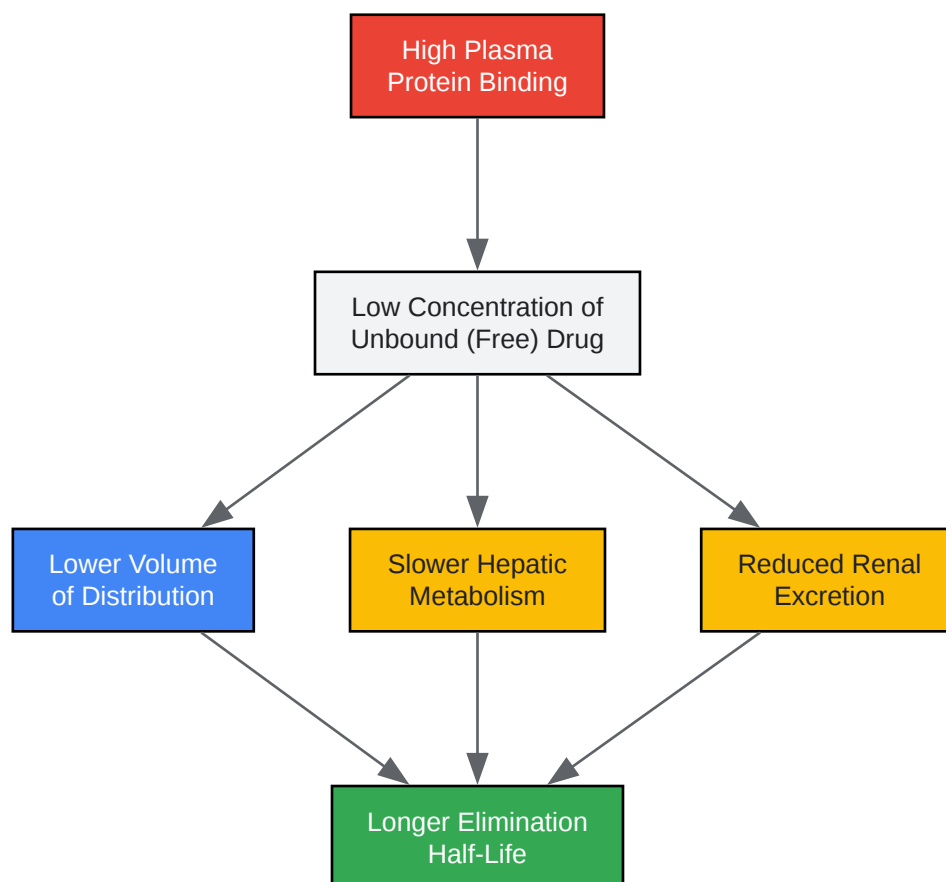 High Plasma
Protein Binding
Low Concentration of
Unbound (Free) Drug
Lower Volume
of Distribution
Slower Hepatic
Metabolism
Reduced Renal
Excretion
Longer Elimination
Half-Life